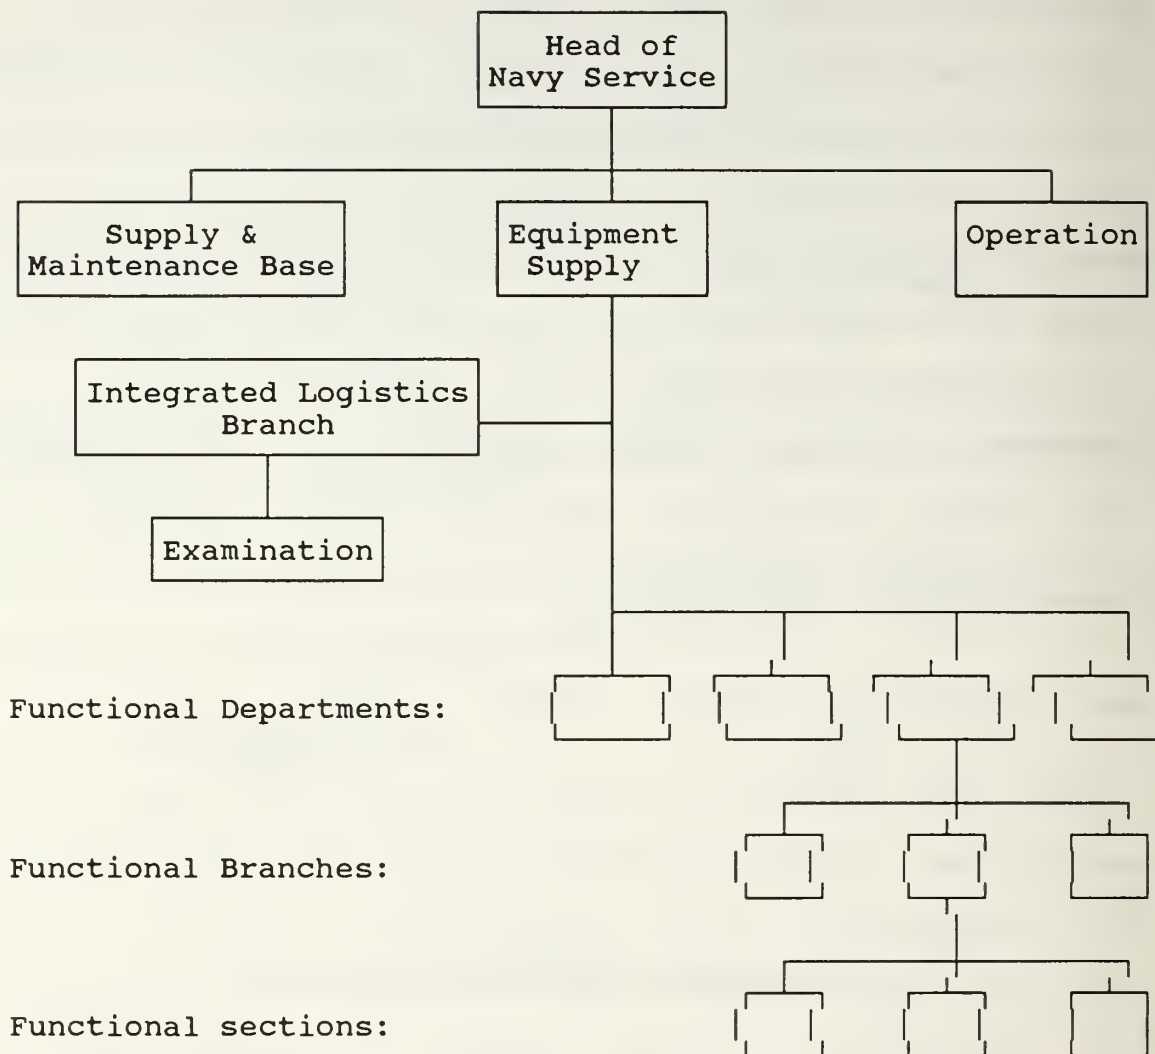 Head of
Navy Service
Supply &
Maintenance Base
Equipment
Supply
Operation
Integrated Logistics
Branch
Examination
Functional Departments:
Functional Branches:
Functional sections: